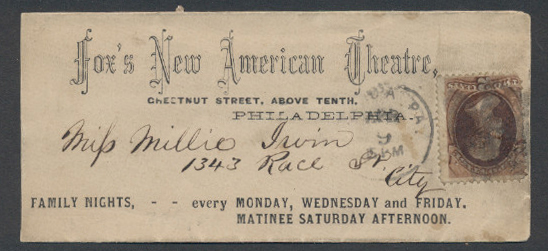 Fox's New American Theatre,
CHESTNUT STREET, ABOVE TENTH,
PHILADELPHIA.
Miss Millie Irwin
1343 Race St.
City
FAMILY NIGHTS, - - every MONDAY, WEDNESDAY and FRIDAY.
MATINEE SATURDAY AFTERNOON.